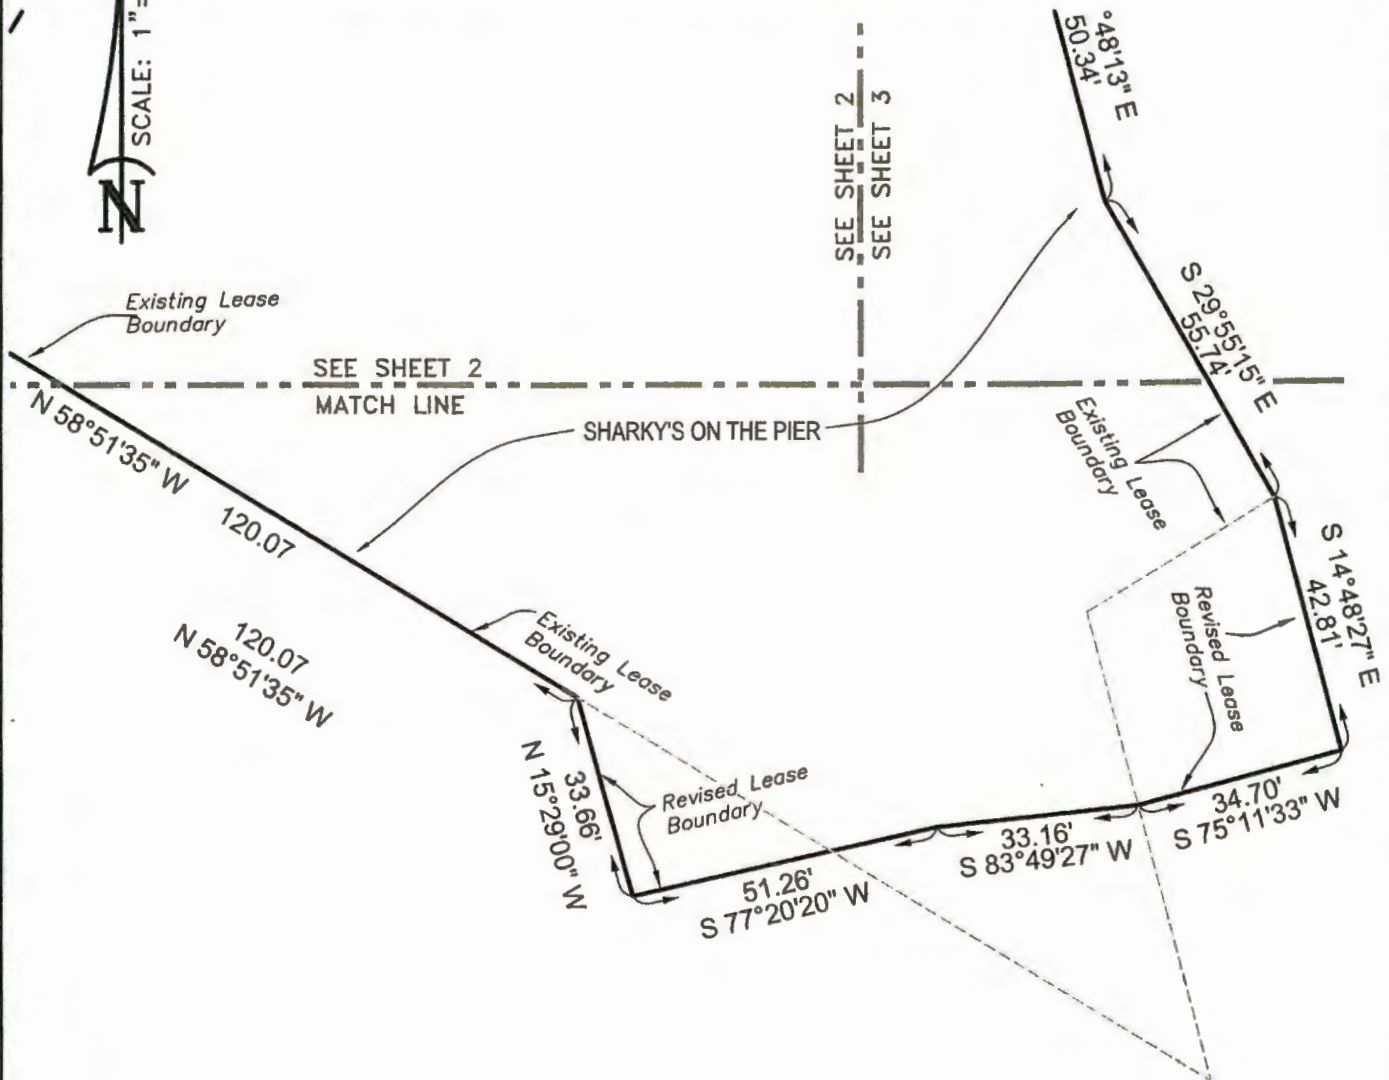 SCALE: 1"=
N
°48'13" E
50.34'
SEE SHEET 2
SEE SHEET 3
S 29°55'15" E
55.74'
Existing Lease
Boundary
SEE SHEET 2
MATCH LINE
N 58°51'35" W
120.07
SHARKY'S ON THE PIER
Existing Lease
Boundary
S 14°48'27" E
42.81'
Revised Lease
Boundary
120.07
N 58°51'35" W
Existing Lease
Boundary
33.66'
N 15°29'00" W
Revised Lease
Boundary
51.26'
S 77°20'20" W
33.16'
S 83°49'27" W
34.70'
S 75°11'33" W